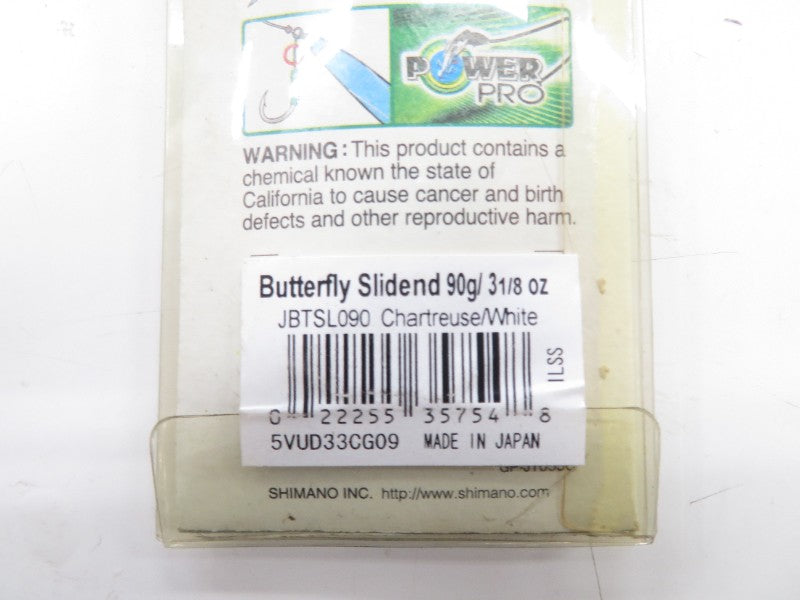 POWER
PRO
WARNING: This product contains a
chemical known the state of
California to cause cancer and birth
defects and other reproductive harm.
Butterfly Slidend 90g/ 31/8 oz
JBTSL090 Chartreuse/White
ILSS
0 22255 35754 8
5VUD33CG09 MADE IN JAPAN
SHIMANO INC. http://www.shimano.com